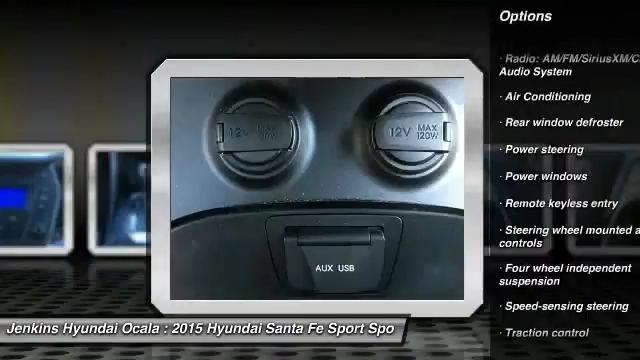 Options
· Radio: AM/FM/SiriusXM/C
Audio System
· Air Conditioning
· Rear window defroster
· Power steering
· Power windows
· Remote keyless entry
· Steering wheel mounted a
controls
· Four wheel independent
suspension
· Speed-sensing steering
· Traction control
12V MAX
12V MAX
120W
AUX USB
Jenkins Hyundai Ocala : 2015 Hyundai Santa Fe Sport Spo